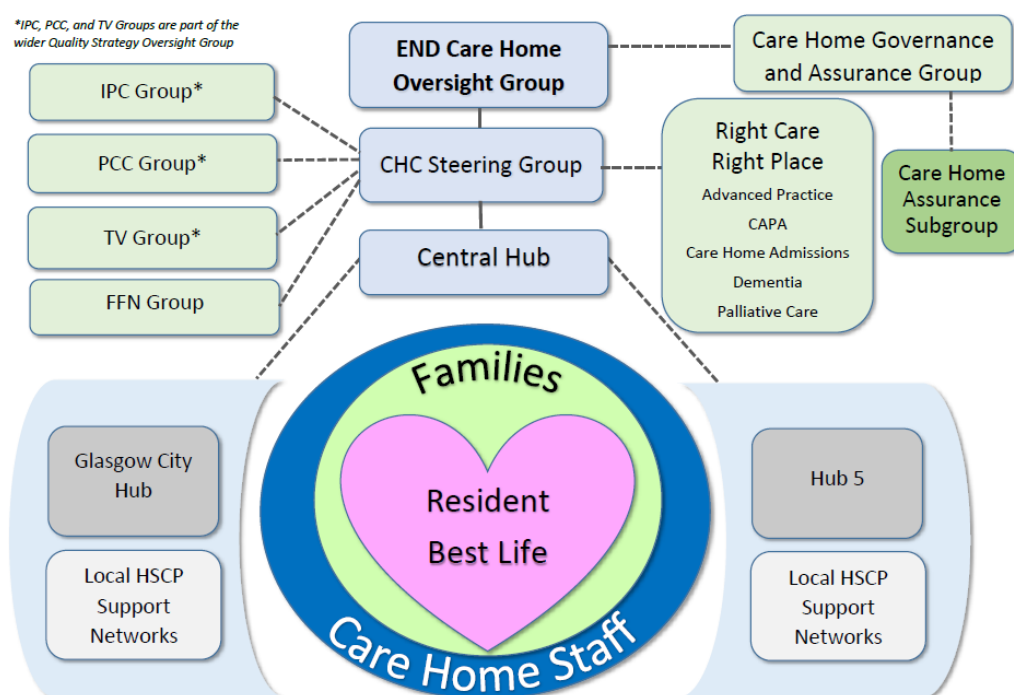 *IPC, PCC, and TV Groups are part of the
wider Quality Strategy Oversight Group
IPC Group*
PCC Group*
TV Group*
FFN Group
END Care Home
Oversight Group
CHC Steering Group
Central Hub
Care Home Governance
and Assurance Group
Right Care
Right Place
Advanced Practice
CAPA
Care Home Admissions
Dementia
Palliative Care
Care Home
Assurance
Subgroup
Glasgow City
Hub
Local HSCP
Support
Networks
Families
Resident
Best Life
Care Home Staff
Hub 5
Local HSCP
Support
Networks